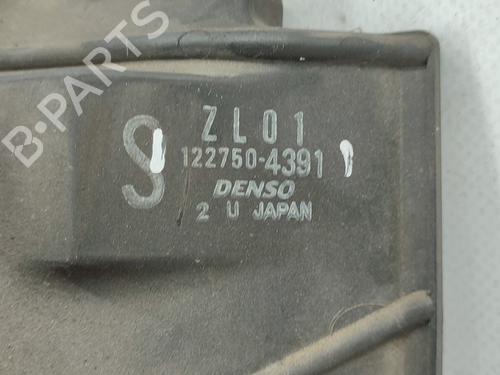 B-PARTS
S
ZL01
122750-4391
DENSO
2 U JAPAN